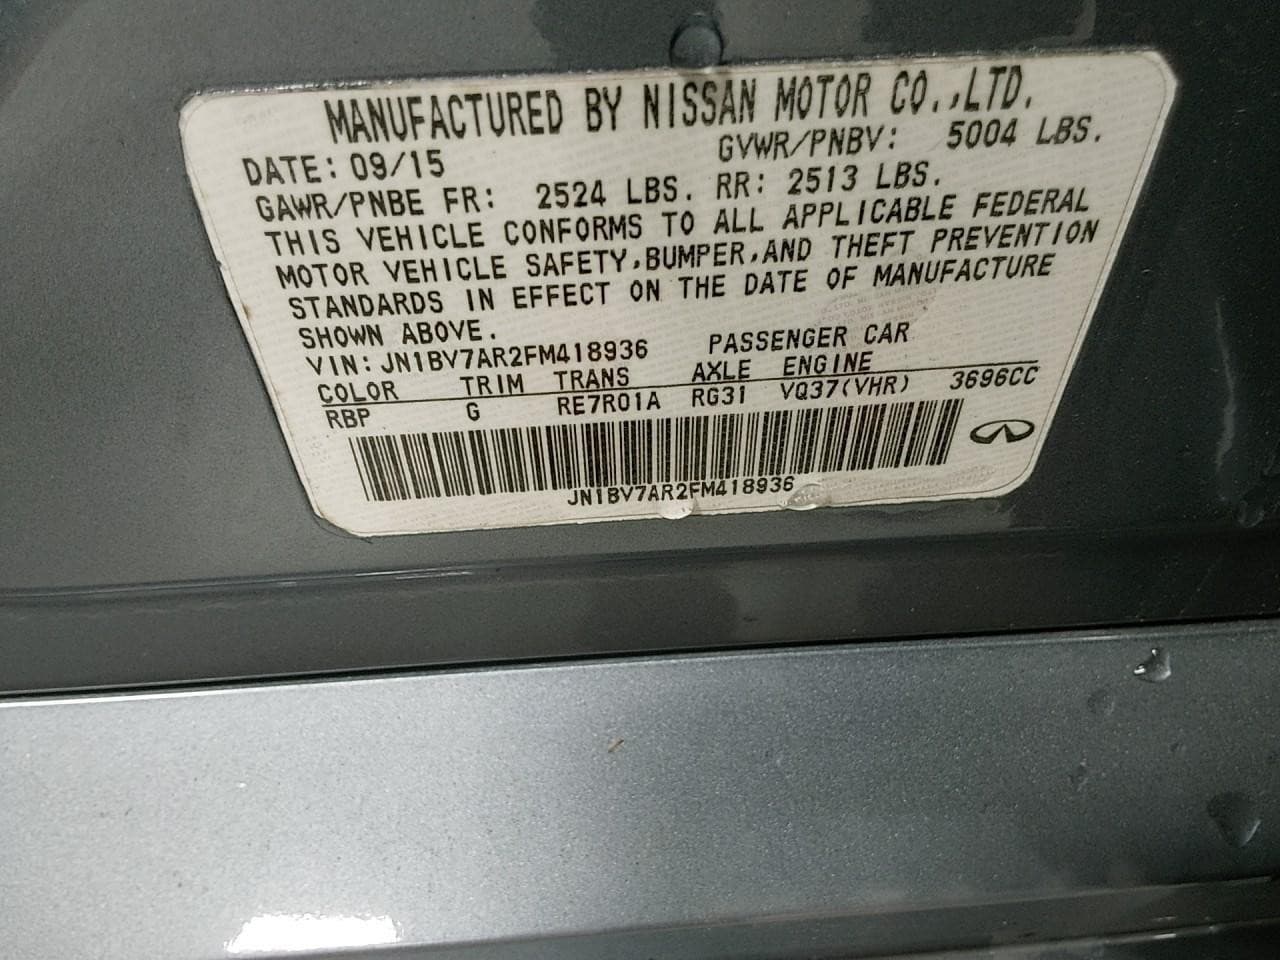 MANUFACTURED BY NISSAN MOTOR CO.,LTD.
DATE: 09/15 GVWR/PNBV: 5004 LBS.
GAWR/PNBE FR: 2524 LBS. RR: 2513 LBS.
THIS VEHICLE CONFORMS TO ALL APPLICABLE FEDERAL
MOTOR VEHICLE SAFETY,BUMPER,AND THEFT PREVENTION
STANDARDS IN EFFECT ON THE DATE OF MANUFACTURE
SHOWN ABOVE.
VIN: JN1BV7AR2FM418936 PASSENGER CAR
COLOR TRIM TRANS AXLE ENGINE
RBP G RE7R01A RG31 VQ37(VHR) 3696CC
JN1BV7AR2FM418936